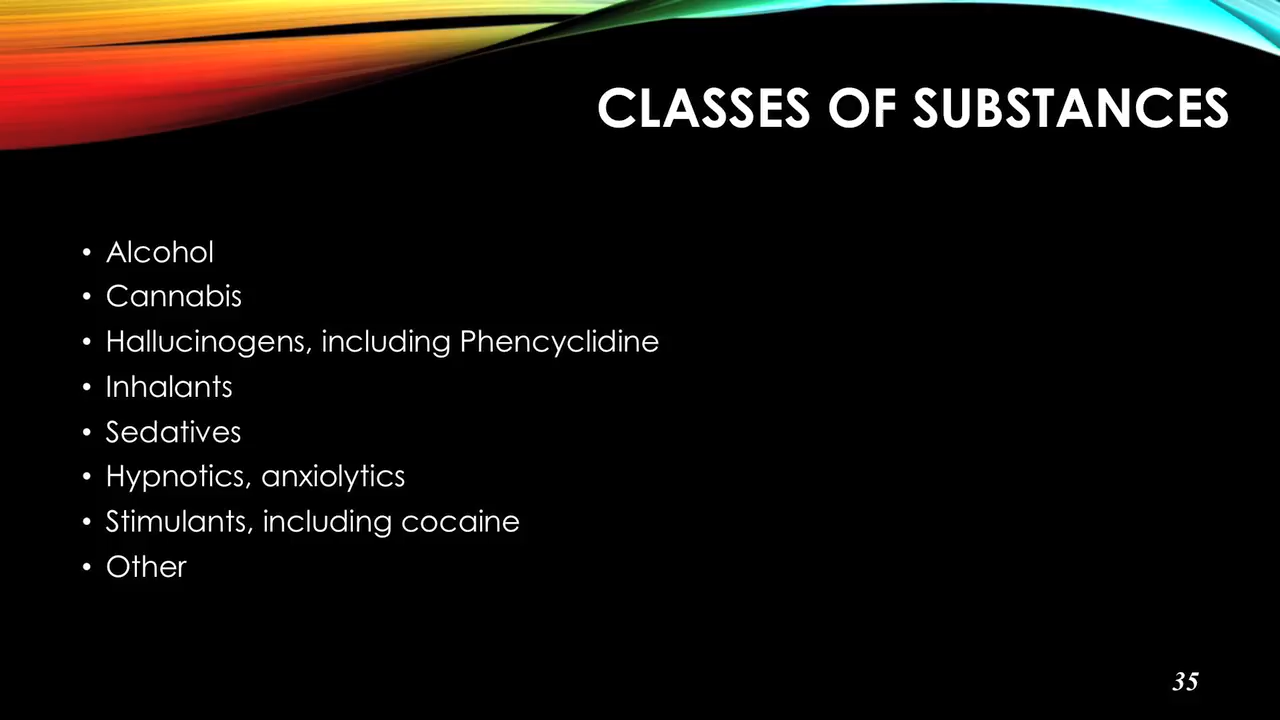 CLASSES OF SUBSTANCES
• Alcohol
• Cannabis
• Hallucinogens, including Phencyclidine
• Inhalants
• Sedatives
• Hypnotics, anxiolytics
• Stimulants, including cocaine
• Other
35